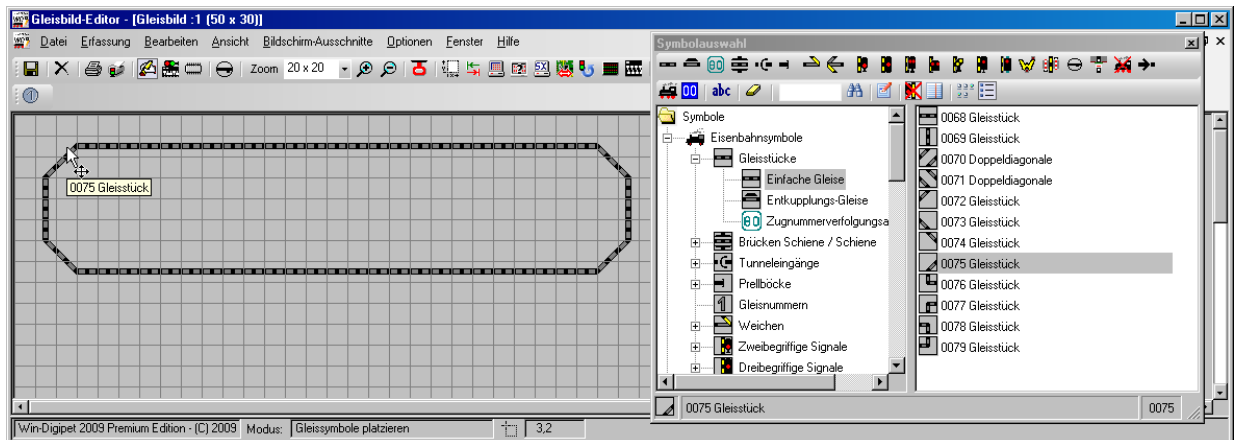 Gleisbild-Editor - [Gleisbild :1 (50 x 30)]
Datei Erfassung Bearbeiten Ansicht Bildschirm-Ausschnitte Optionen Fenster Hilfe
Zoom 20 x 20
0075 Gleisstück
Symbolauswahl
80
00 abc
Symbole
Eisenbahnsymbole
Gleisstücke
Einfache Gleise
Entkupplungs-Gleise
80 Zugnummerverfolgungsa
Brücken Schiene / Schiene
Tunneleingänge
Prellböcke
1 Gleisnummern
Weichen
Zweibegriffige Signale
Dreibegriffige Signale
0068 Gleisstück
0069 Gleisstück
0070 Doppeldiagonale
0071 Doppeldiagonale
0072 Gleisstück
0073 Gleisstück
0074 Gleisstück
0075 Gleisstück
0076 Gleisstück
0077 Gleisstück
0078 Gleisstück
0079 Gleisstück
0075 Gleisstück 0075
Win-Digipet 2009 Premium Edition - (C) 2009 Modus: Gleissymbole platzieren 3,2